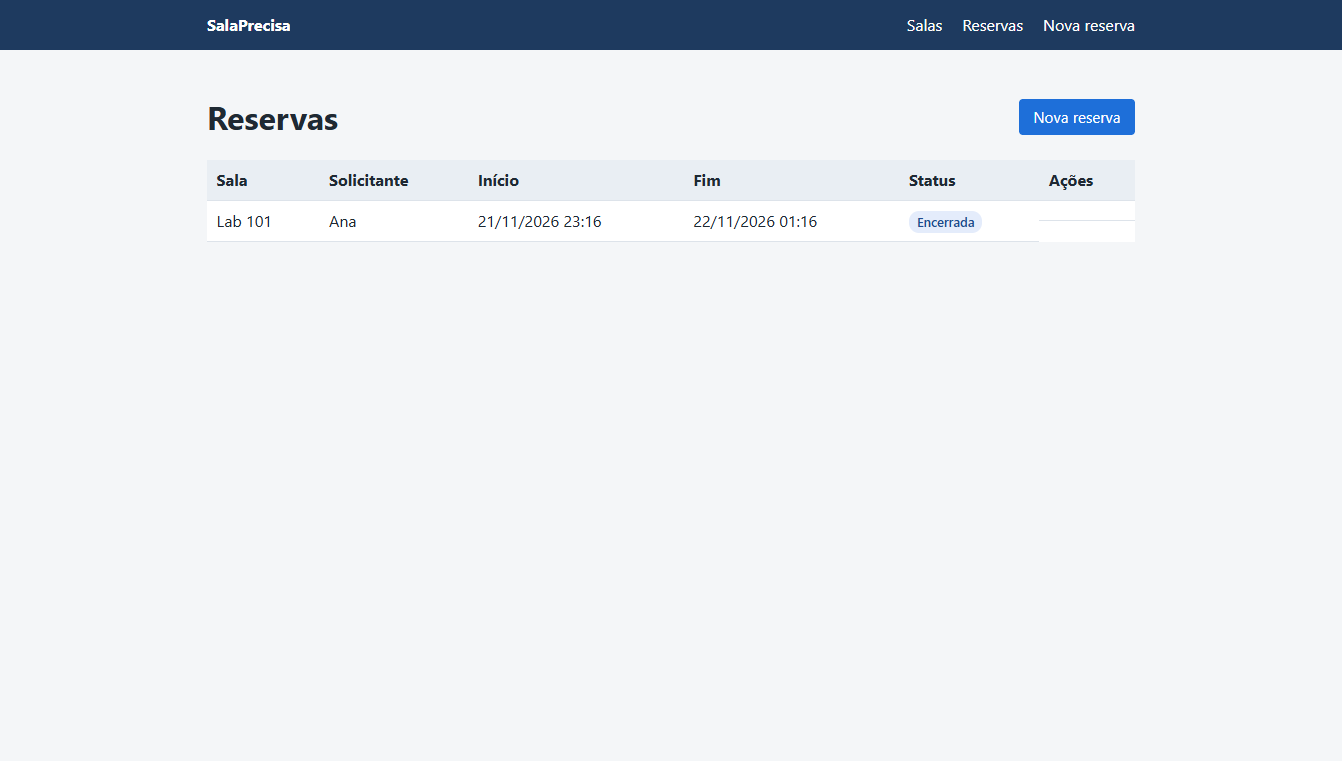 SalaPrecisa Salas Reservas Nova reserva
Reservas Nova reserva
Sala Solicitante Início Fim Status Ações
Lab 101 Ana 21/11/2026 23:16 22/11/2026 01:16 Encerrada